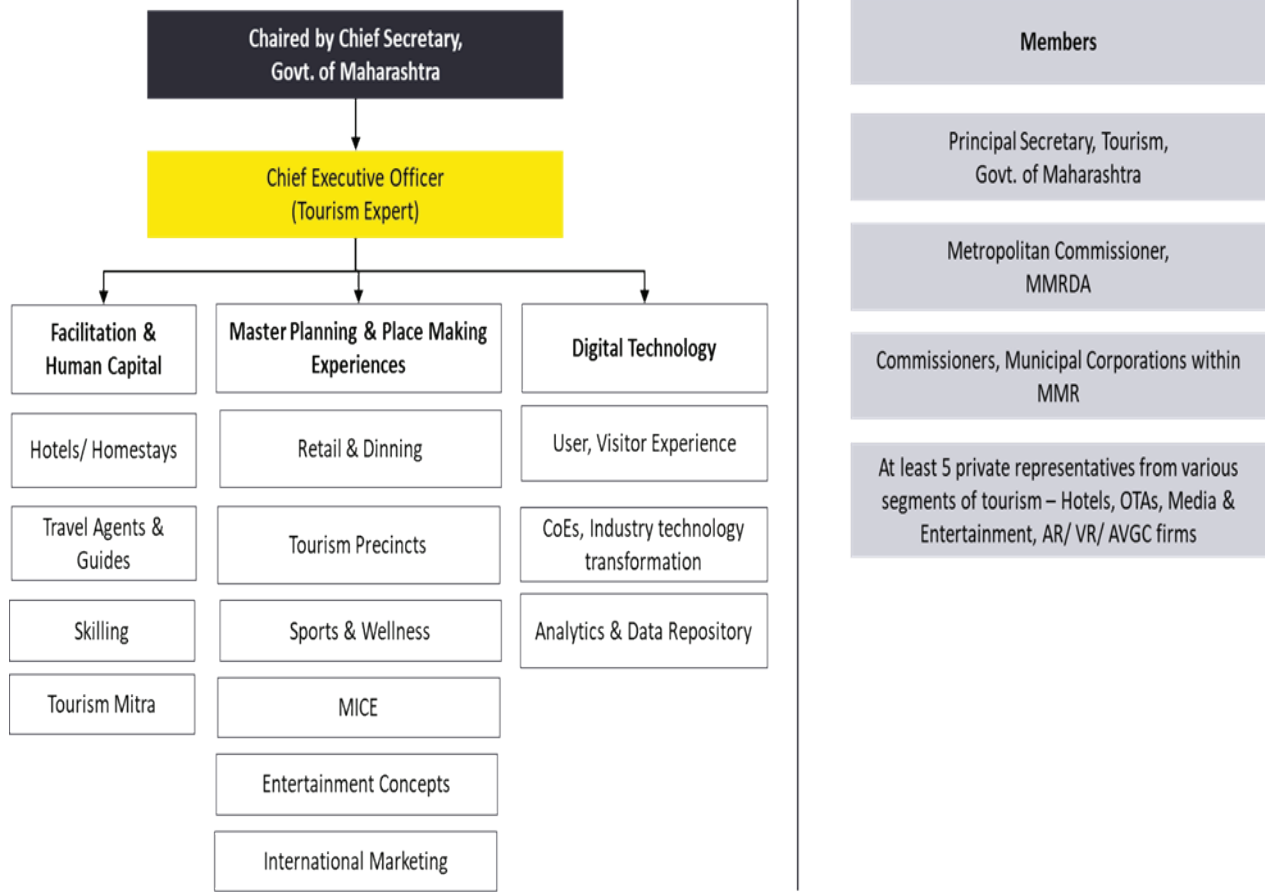 Chaired by Chief Secretary,
Govt. of Maharashtra
Chief Executive Officer
(Tourism Expert)
Facilitation &
Human Capital
Hotels/ Homestays
Travel Agents &
Guides
Skilling
Tourism Mitra
Master Planning & Place Making
Experiences
Retail & Dinning
Tourism Precincts
Sports & Wellness
MICE
Entertainment Concepts
International Marketing
Digital Technology
User, Visitor Experience
CoEs, Industry technology
transformation
Analytics & Data Repository
Members
Principal Secretary, Tourism,
Govt. of Maharashtra
Metropolitan Commissioner,
MMRDA
Commissioners, Municipal Corporations within
MMR
At least 5 private representatives from various
segments of tourism – Hotels, OTAs, Media &
Entertainment, AR/ VR/ AVGC firms